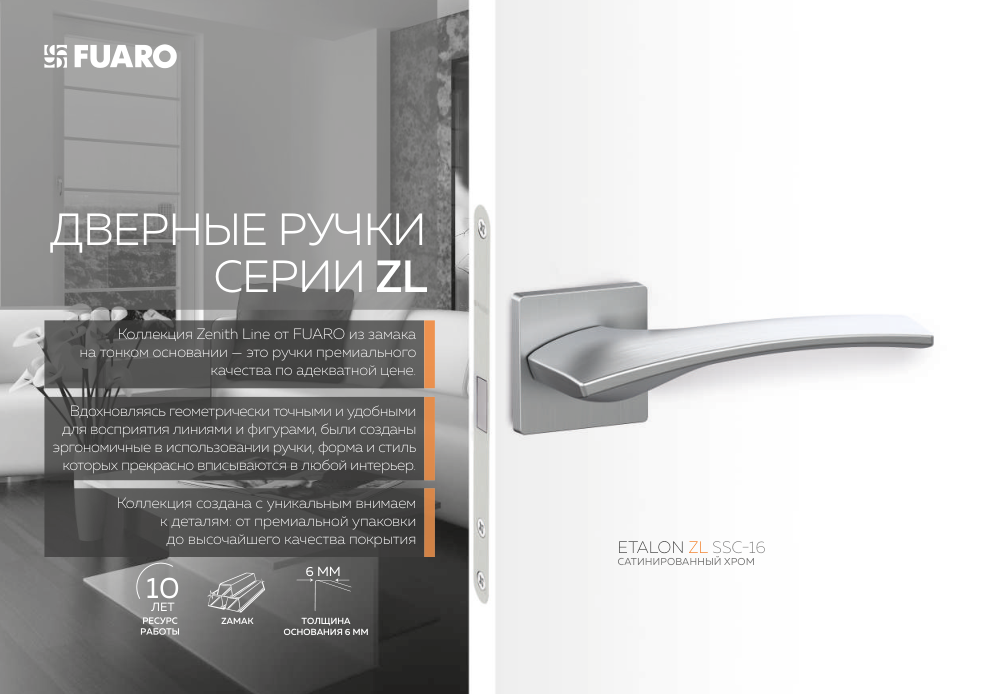 FUARO
ДВЕРНЫЕ РУЧКИ
СЕРИИ ZL
Коллекция Zenith Line от FUARO из замака
на тонком основании — это ручки премиального
качества по адекватной цене.
Вдохновляясь геометрически точными и удобными
для восприятия линиями и фигурами, были созданы
эргономичные в использовании ручки, форма и стиль
которых прекрасно вписываются в любой интерьер.
Коллекция создана с уникальным внимаем
к деталям: от премиальной упаковки
до высочайшего качества покрытия
10
ЛЕТ
РЕСУРС
РАБОТЫ
ZАМАК
6 ММ
ТОЛЩИНА
ОСНОВАНИЯ 6 ММ
ETALON ZL SSC-16
САТИНИРОВАННЫЙ ХРОМ